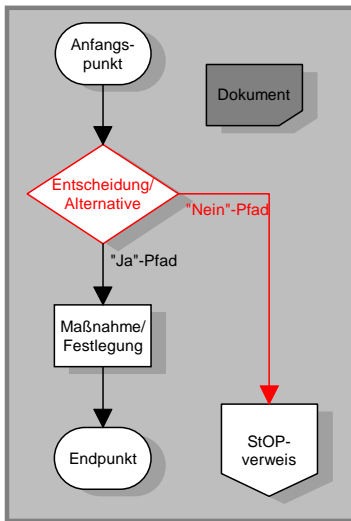 Anfangs-
punkt
Dokument
Entscheidung/
Alternative
"Nein"-Pfad
"Ja"-Pfad
Maßnahme/
Festlegung
StOP-
verweis
Endpunkt